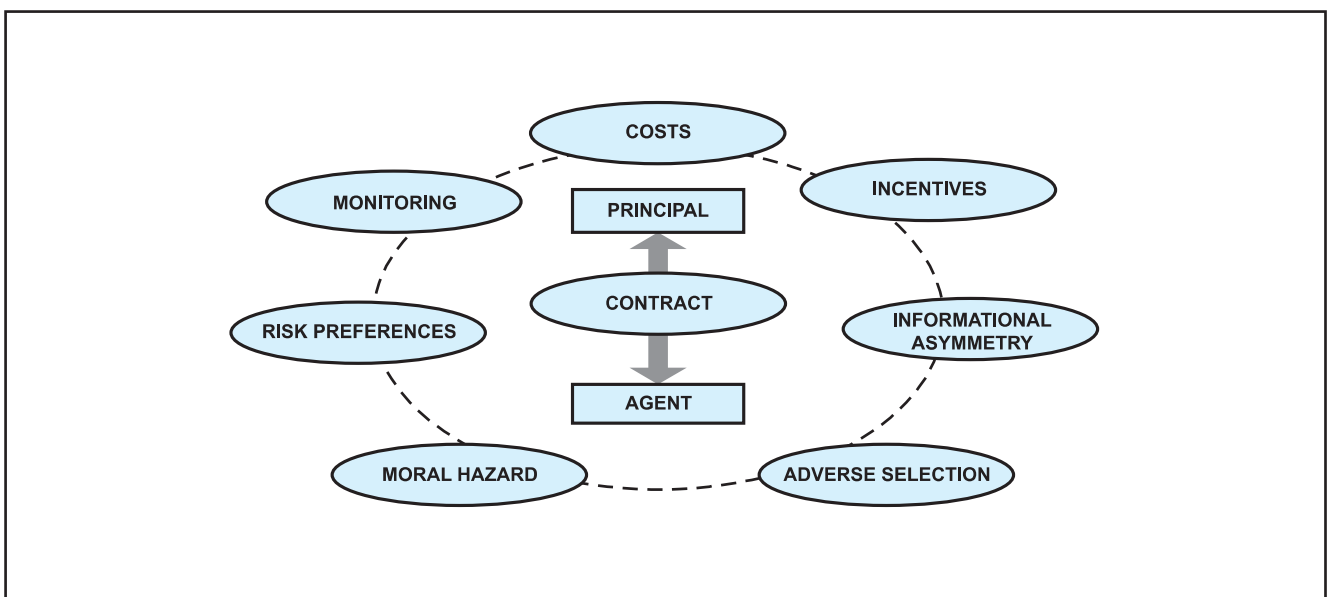 COSTS
MONITORING
INCENTIVES
PRINCIPAL
CONTRACT
RISK PREFERENCES
INFORMATIONAL
ASYMMETRY
AGENT
MORAL HAZARD
ADVERSE SELECTION